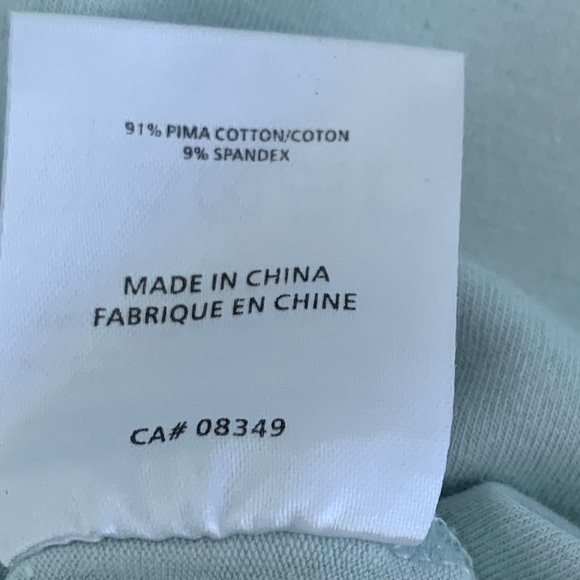 91% PIMA COTTON/COTON
9% SPANDEX
MADE IN CHINA
FABRIQUE EN CHINE
CA# 08349